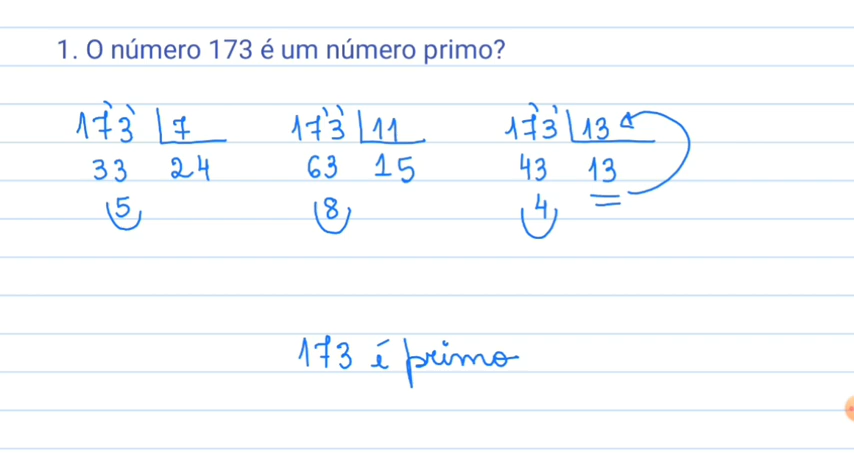 1. O número 173 é um número primo?
173 7 173 11 173 13
33 24 63 15 43 13
5 8 4
173 é primo